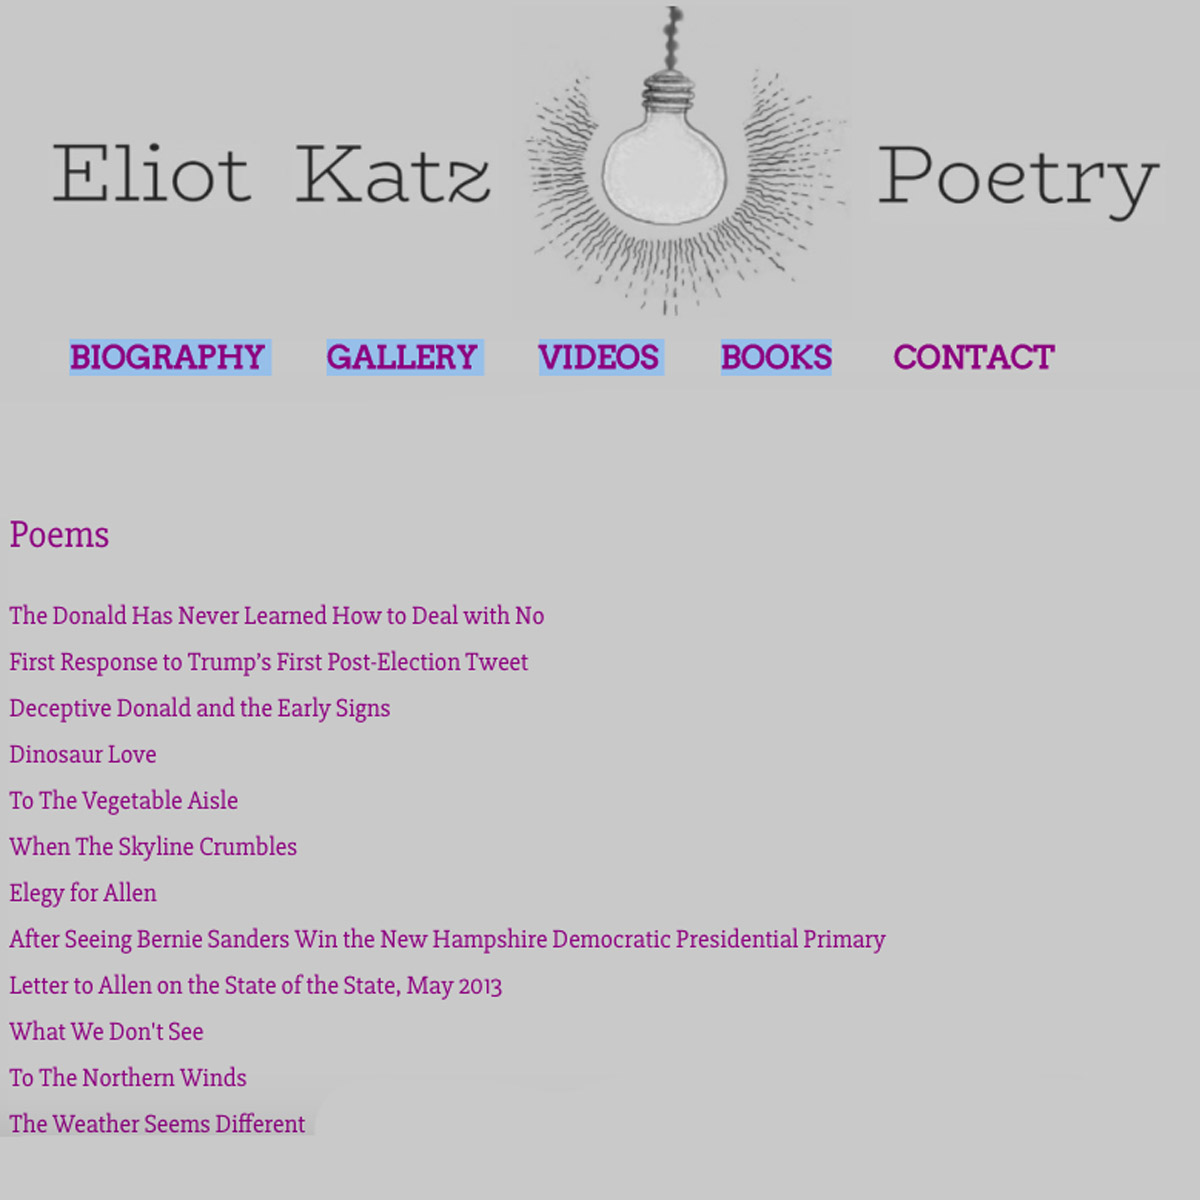 Eliot Katz Poetry
BIOGRAPHY GALLERY VIDEOS BOOKS CONTACT
Poems
The Donald Has Never Learned How to Deal with No
First Response to Trump’s First Post-Election Tweet
Deceptive Donald and the Early Signs
Dinosaur Love
To The Vegetable Aisle
When The Skyline Crumbles
Elegy for Allen
After Seeing Bernie Sanders Win the New Hampshire Democratic Presidential Primary
Letter to Allen on the State of the State, May 2013
What We Don't See
To The Northern Winds
The Weather Seems Different